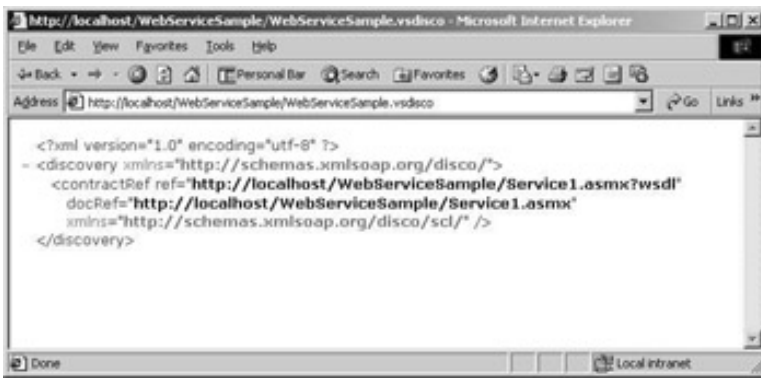 http://localhost/WebServiceSample/WebServiceSample.vsdisco - Microsoft Internet Explorer
File Edit View Favorites Tools Help
Back Personal Bar Search Favorites
Address http://localhost/WebServiceSample/WebServiceSample.vsdisco Go Links »
<?xml version="1.0" encoding="utf-8" ?>
- <discovery xmlns="http://schemas.xmlsoap.org/disco/">
<contractRef ref="http://localhost/WebServiceSample/Service1.asmx?wsdl"
docRef="http://localhost/WebServiceSample/Service1.asmx"
xmlns="http://schemas.xmlsoap.org/disco/scl/" />
</discovery>
Done Local intranet